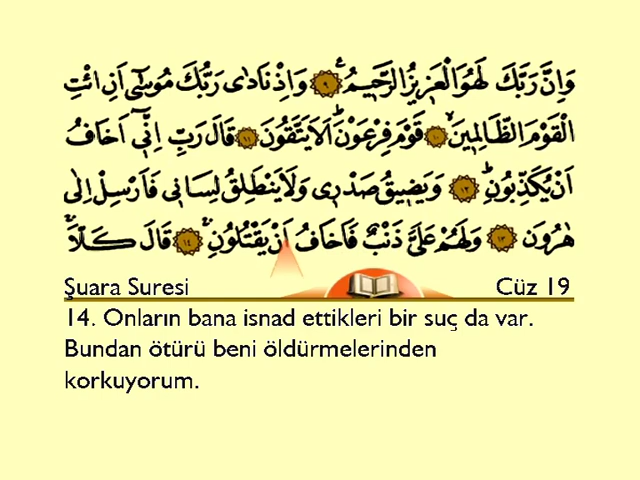 وَاِنَّ رَبَّكَ لَهُوَ الْعَزِيزُ الرَّحِيمُ ﴿٩﴾ وَاِذْ نَادٰى رَبُّكَ مُوسٰٓى اَنِ ائْتِ
الْقَوْمَ الظَّالِمِينَۙ ﴿١٠﴾ قَوْمَ فِرْعَوْنَۜ اَلَا يَتَّقُونَ ﴿١١﴾ قَالَ رَبِّ اِنّ۪ٓي اَخَافُ
اَنْ يُكَذِّبُونِۜ ﴿١٢﴾ وَيَضِيقُ صَدْر۪ي وَلَا يَنْطَلِقُ لِسَان۪ي فَاَرْسِلْ اِلٰى
هٰرُونَ ﴿١٣﴾ وَلَهُمْ عَلَيَّ ذَنْبٌ فَاَخَافُ اَنْ يَقْتُلُونِۚ ﴿١٤﴾ قَالَ كَلَّاۚ
Şuara Suresi Cüz 19
14. Onların bana isnad ettikleri bir suç da var.
Bundan ötürü beni öldürmelerinden
korkuyorum.